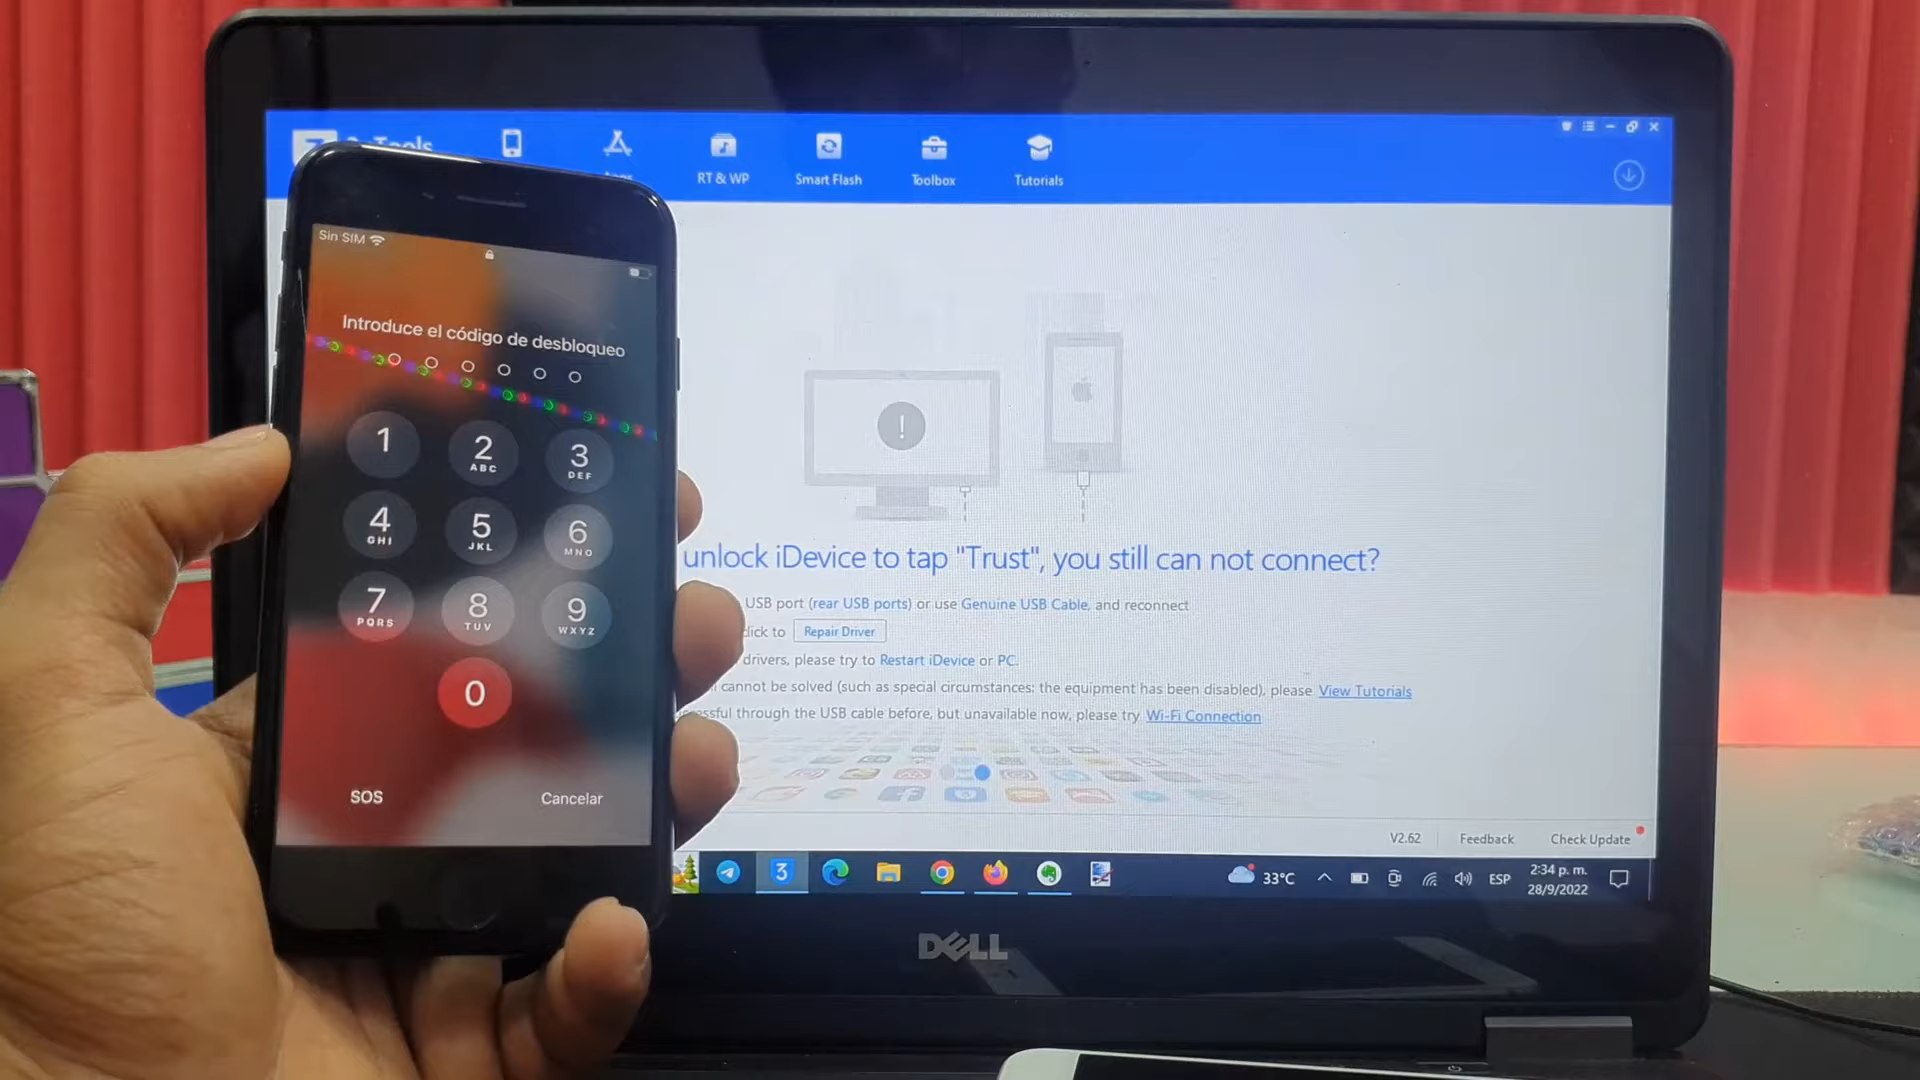 Tools
RT & WP
Smart Flash
Toolbox
Tutorials
Sin SIM
Introduce el código de desbloqueo
1
2
ABC
3
DEF
4
GHI
5
JKL
6
MNO
7
PQRS
8
TUV
9
WXYZ
0
SOS
Cancelar
!
unlock iDevice to tap "Trust", you still can not connect?
USB port (rear USB ports) or use Genuine USB Cable, and reconnect
click to Repair Driver
drivers, please try to Restart iDevice or PC.
cannot be solved (such as special circumstances: the equipment has been disabled), please View Tutorials
through the USB cable before, but unavailable now, please try Wi-Fi Connection
V2.62
Feedback
Check Update
3
33°C
ESP
2:34 p. m.
28/9/2022
DELL